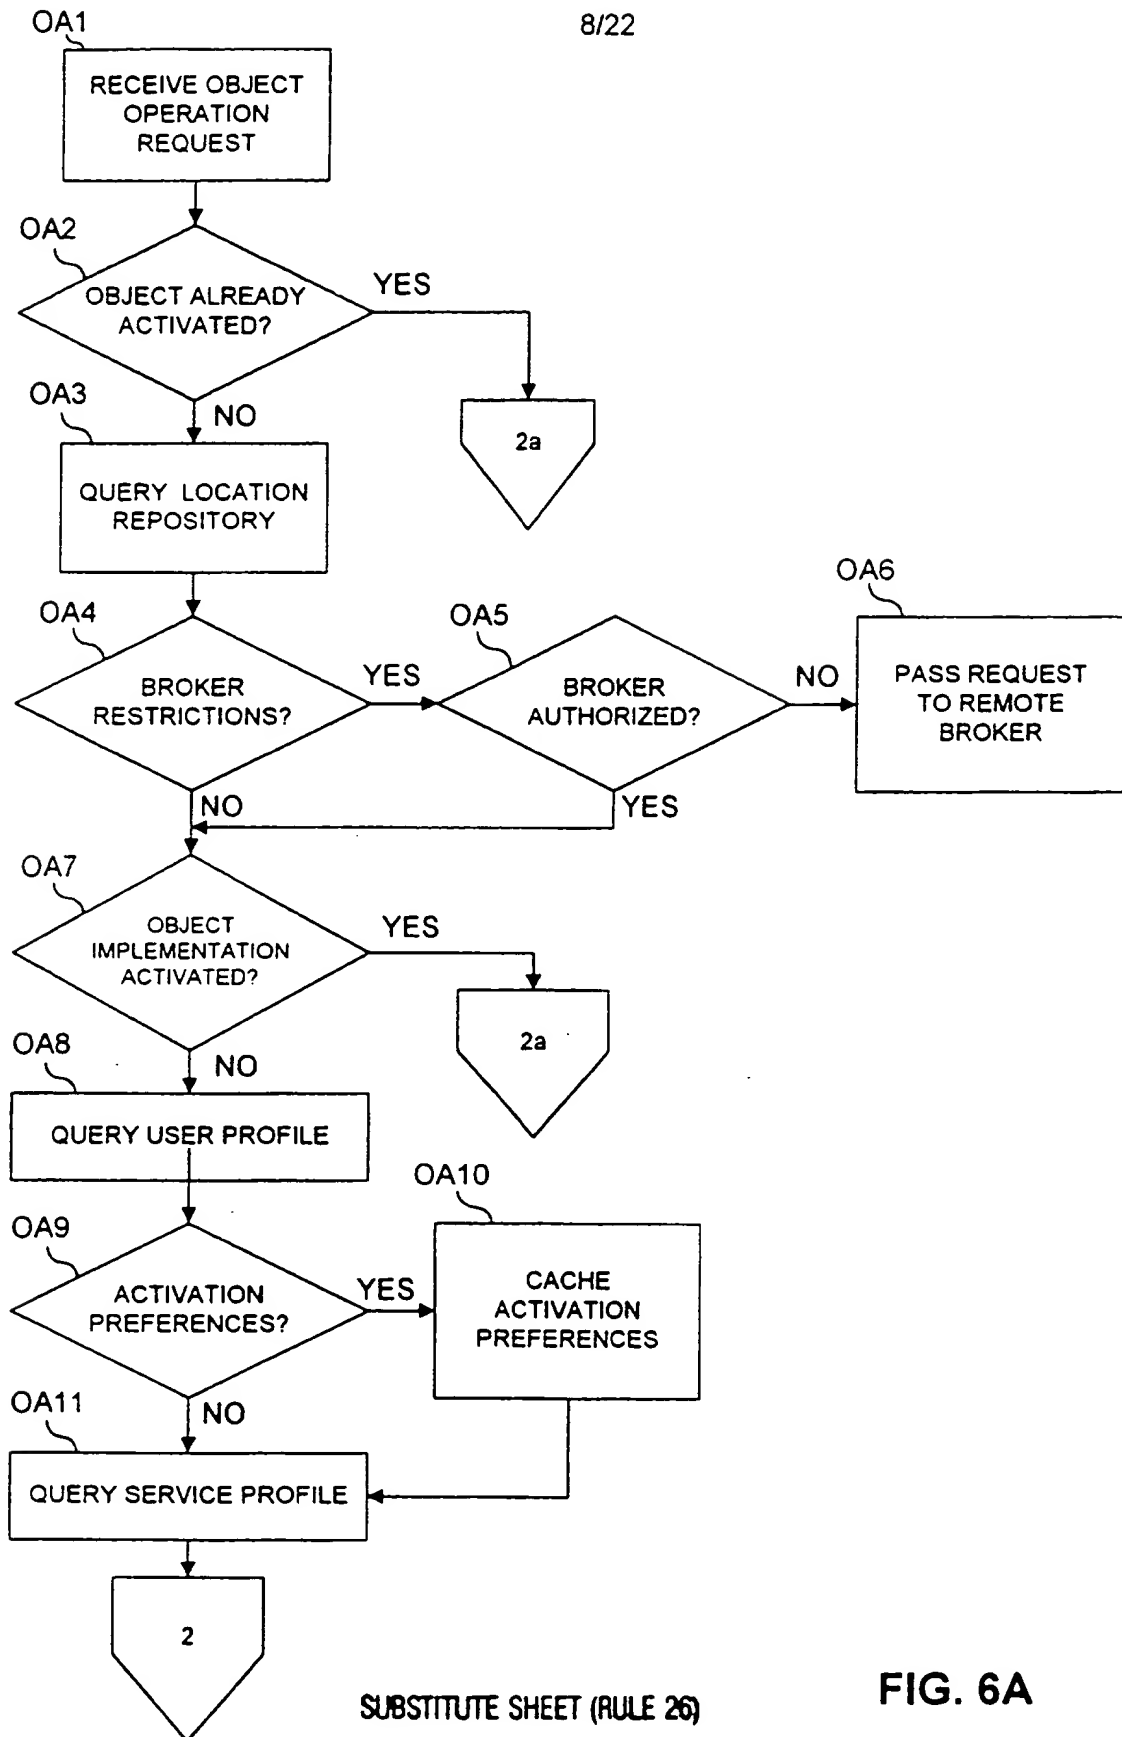 8/22
OA1
RECEIVE OBJECT
OPERATION
REQUEST
OA2
OBJECT ALREADY
ACTIVATED?
YES
2a
NO
OA3
QUERY LOCATION
REPOSITORY
OA4
BROKER
RESTRICTIONS?
YES
OA5
BROKER
AUTHORIZED?
NO
OA6
PASS REQUEST
TO REMOTE
BROKER
NO
YES
OA7
OBJECT
IMPLEMENTATION
ACTIVATED?
YES
2a
NO
OA8
QUERY USER PROFILE
OA9
ACTIVATION
PREFERENCES?
YES
OA10
CACHE
ACTIVATION
PREFERENCES
NO
OA11
QUERY SERVICE PROFILE
2
SUBSTITUTE SHEET (RULE 26)
FIG. 6A